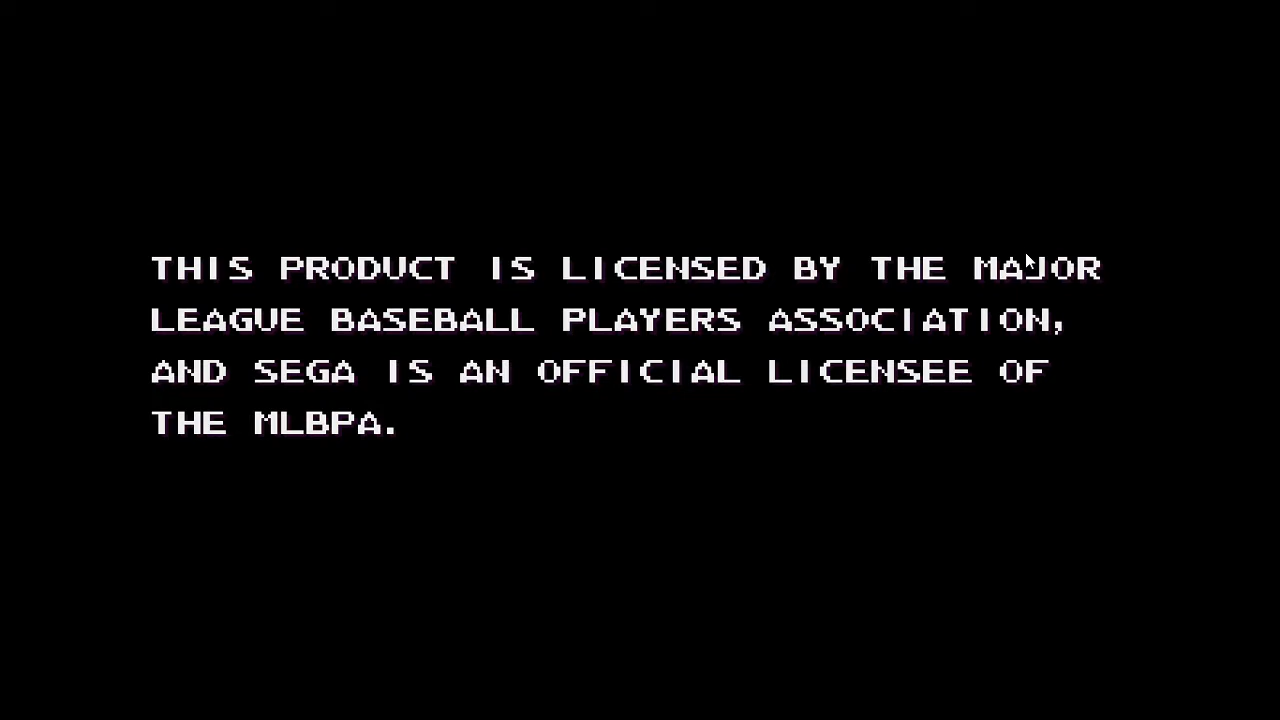 THIS PRODUCT IS LICENSED BY THE MAJOR
LEAGUE BASEBALL PLAYERS ASSOCIATION,
AND SEGA IS AN OFFICIAL LICENSEE OF
THE MLBPA.